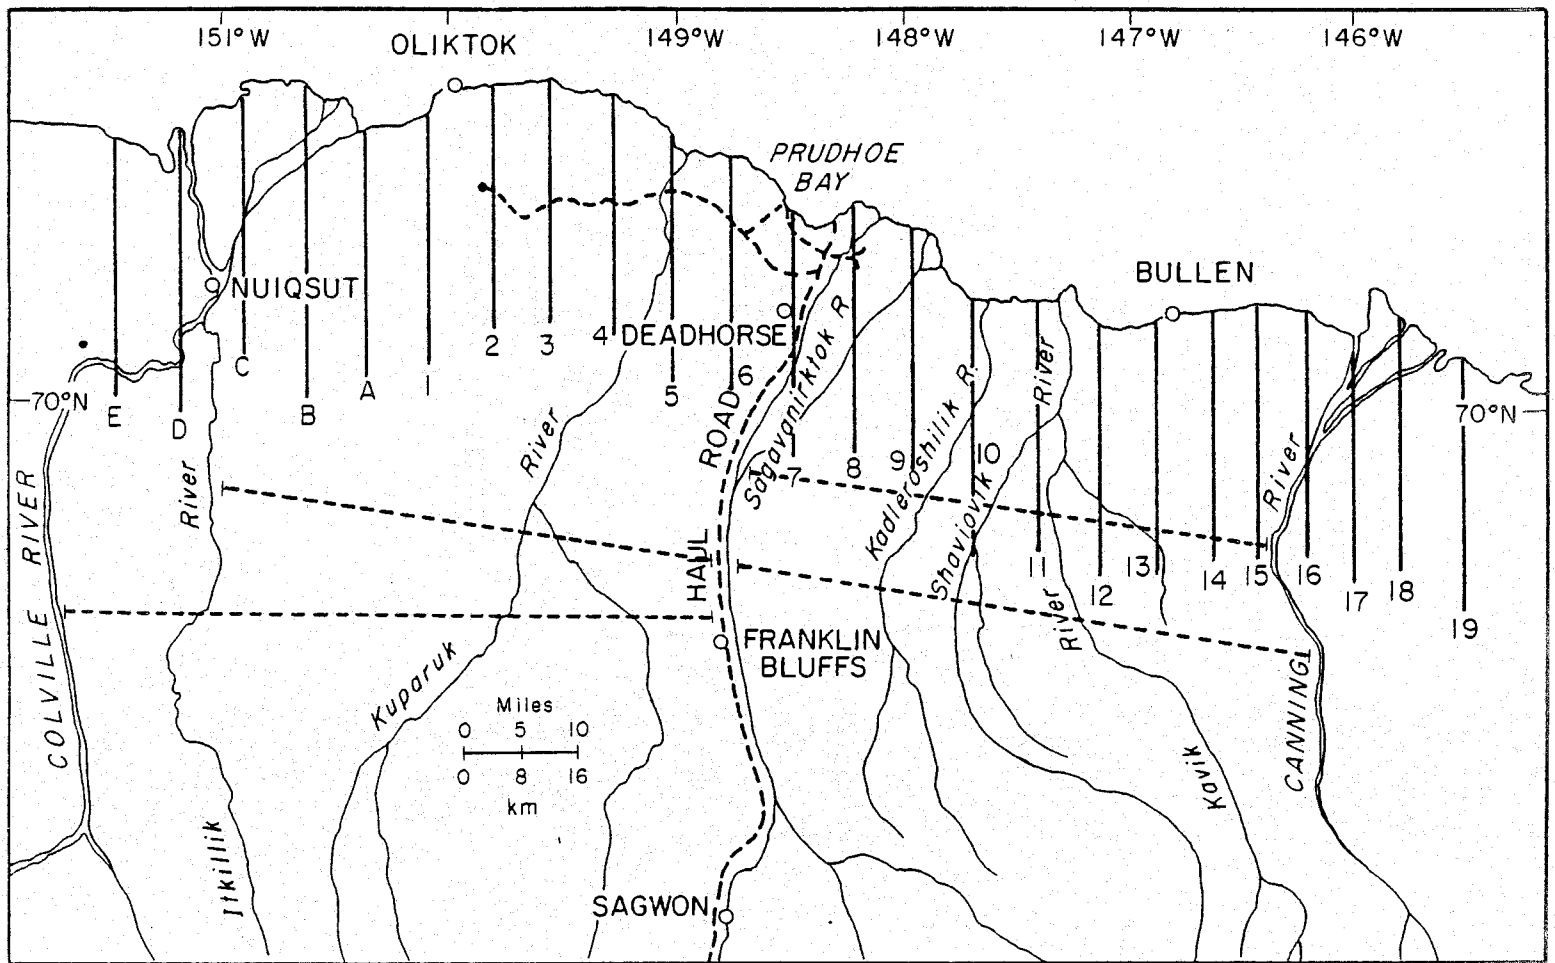 151°W
149°W
148°W
147°W
146°W
OLIKTOK
PRUDHOE
BAY
BULLEN
NUIQSUT
DEADHORSE
E
D
C
B
A
1
2
3
4
5
6
7
8
9
10
11
12
13
14
15
16
17
18
19
70°N
70°N
COLVILLE RIVER
River
Itkillik
River
Kuparuk
HAUL ROAD
Sagavanirktok R.
Kadleroshilik R.
Shaviovik
River
River
Kavik
River
CANNING
FRANKLIN
BLUFFS
Miles
0 5 10
0 8 16
km
SAGWON